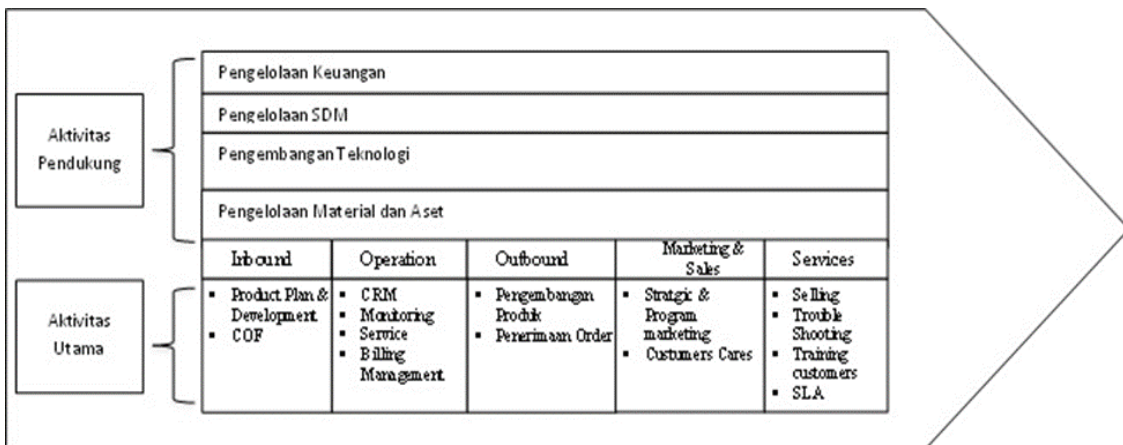 Pengelolaan Keuangan
Pengelolaan SDM
Aktivitas
Pendukung
Pengembangan Teknologi
Pengelolaan Material dan Aset
Inbound
Operation
Outbound
Marketing &
Sales
Services
Aktivitas
Utama
▪ Product Plan &
Development
▪ COF
▪ CRM
▪ Monitoring
▪ Service
▪ Billing
Management
▪ Pengembangan
Produk
▪ Penerimaan Order
▪ Stratgic &
Program
marketing
▪ Custumers Cares
▪ Selling
▪ Trouble
Shooting
▪ Training
customers
▪ SLA